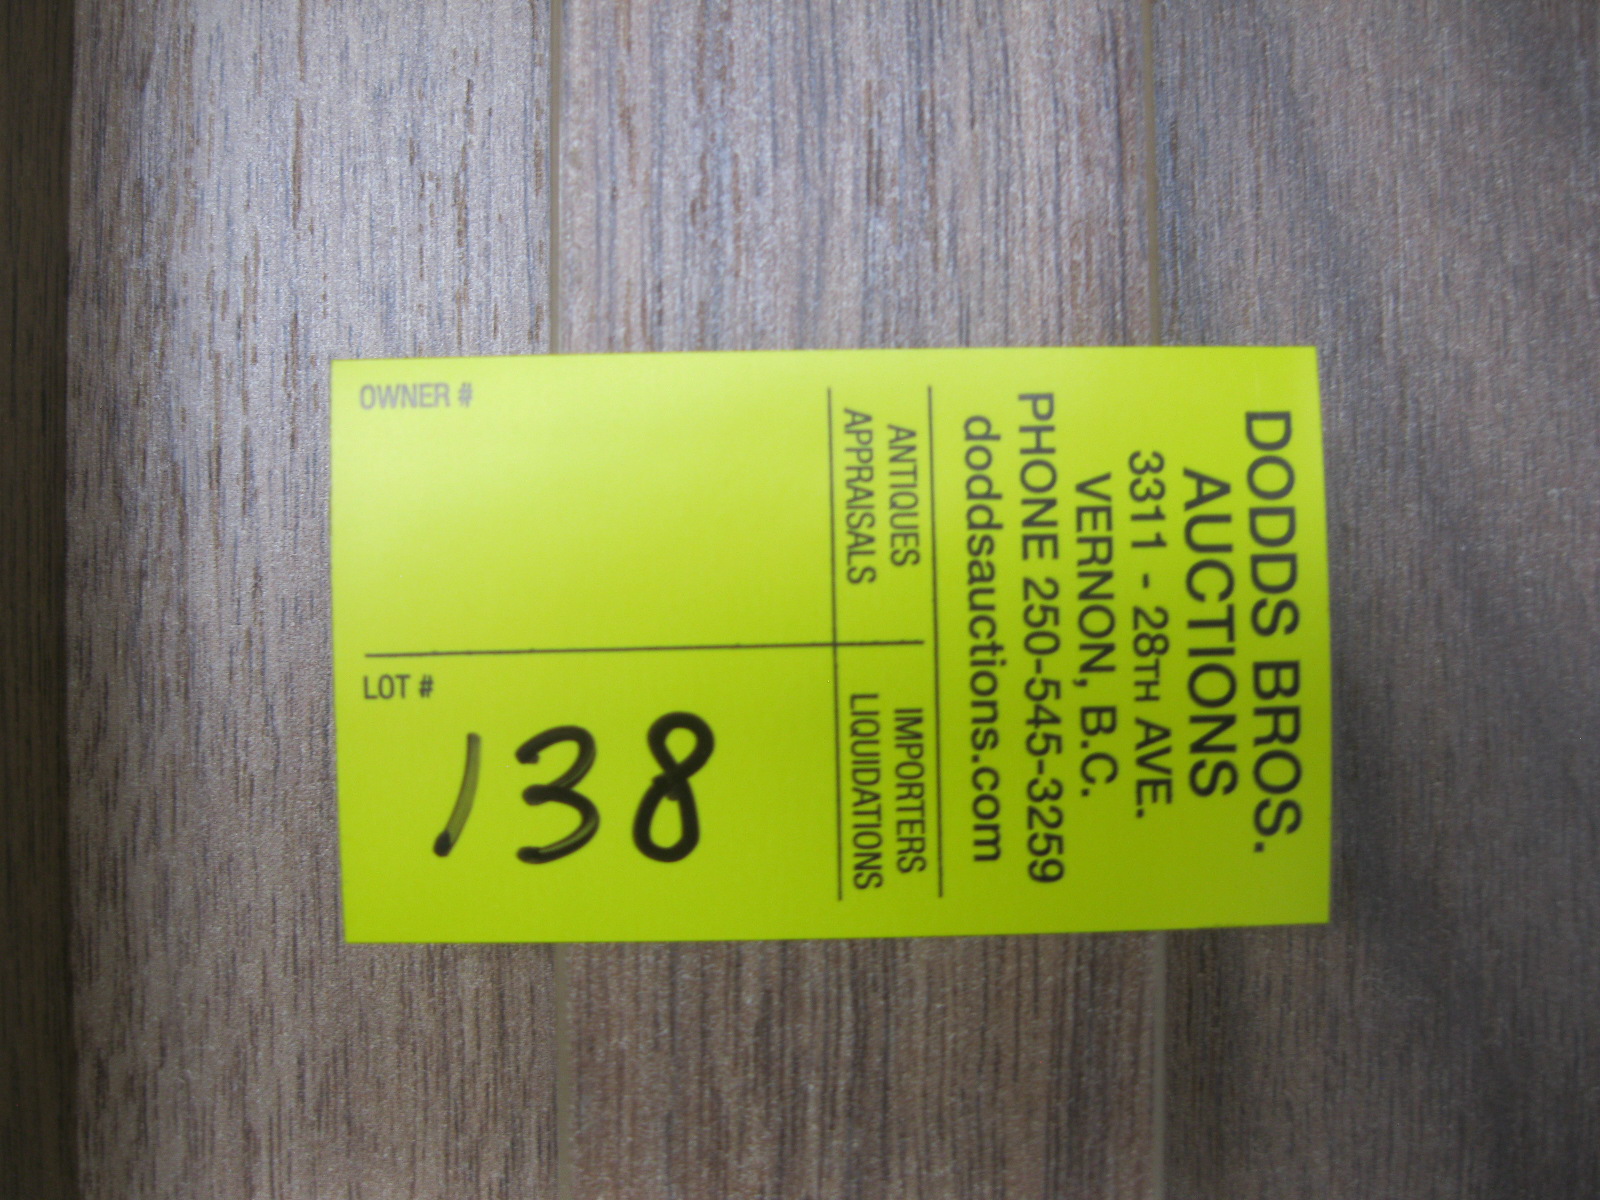 DODDS BROS.
AUCTIONS
3311 - 28TH AVE.
VERNON, B.C.
PHONE 250-545-3259
doddsauctions.com
ANTIQUES
APPRAISALS
IMPORTERS
LIQUIDATIONS
OWNER #
LOT #
138